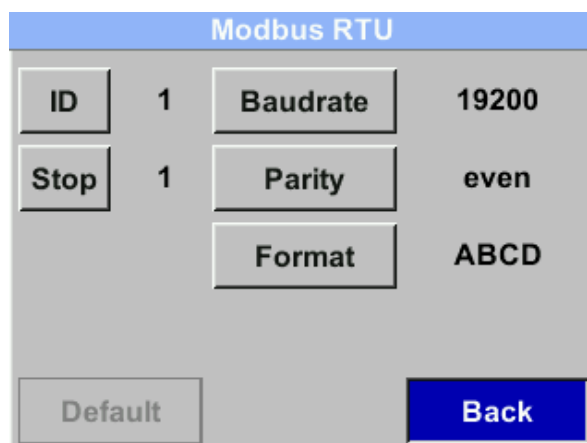 Modbus RTU
ID 1 Baudrate 19200
Stop 1 Parity even
Format ABCD
Default Back